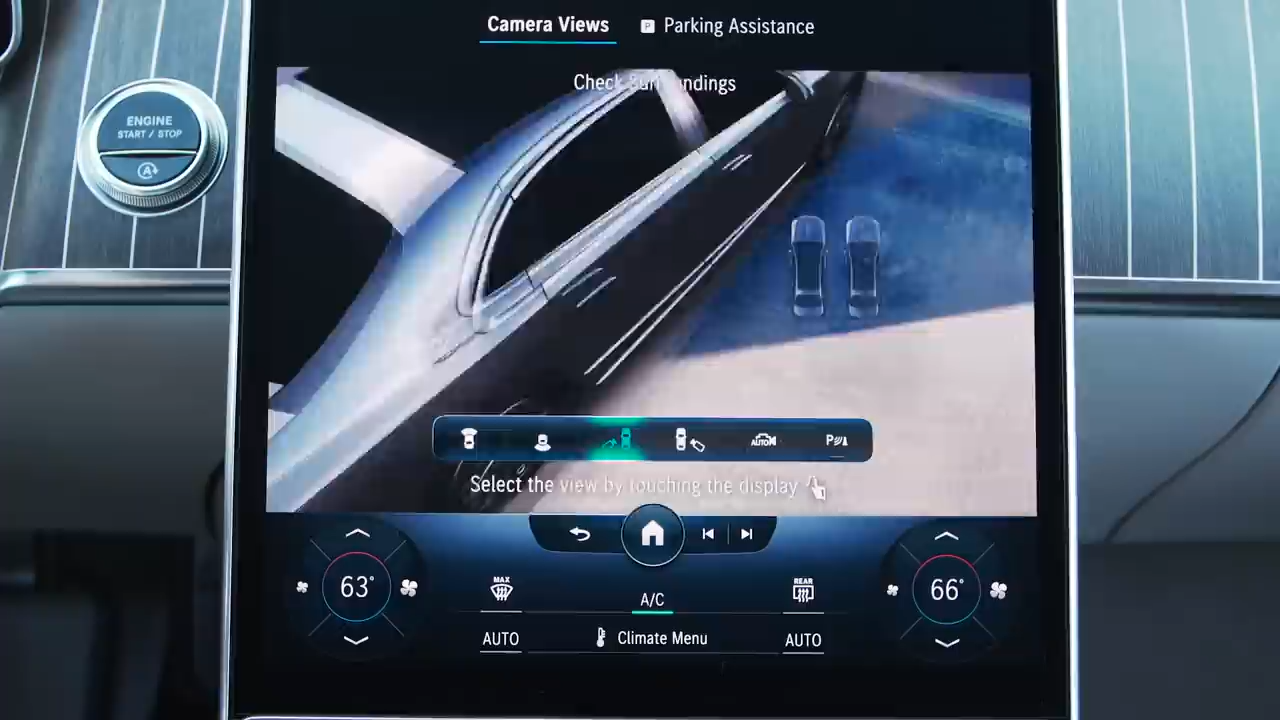 Camera Views
P Parking Assistance
Check Surroundings
ENGINE
START / STOP
A
AUTO
P
Select the view by touching the display
63°
66°
MAX
REAR
A/C
AUTO
Climate Menu
AUTO